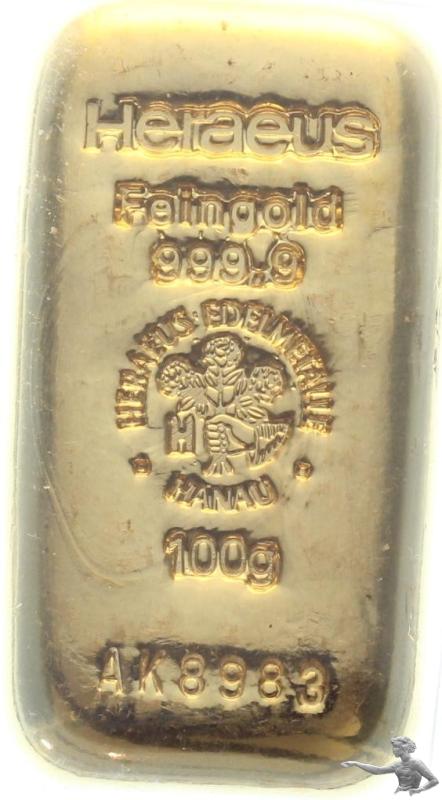 Heraeus
Feingold
999.9
HERAEUS EDELMETALLE
H
HANAU
100g
AK8983